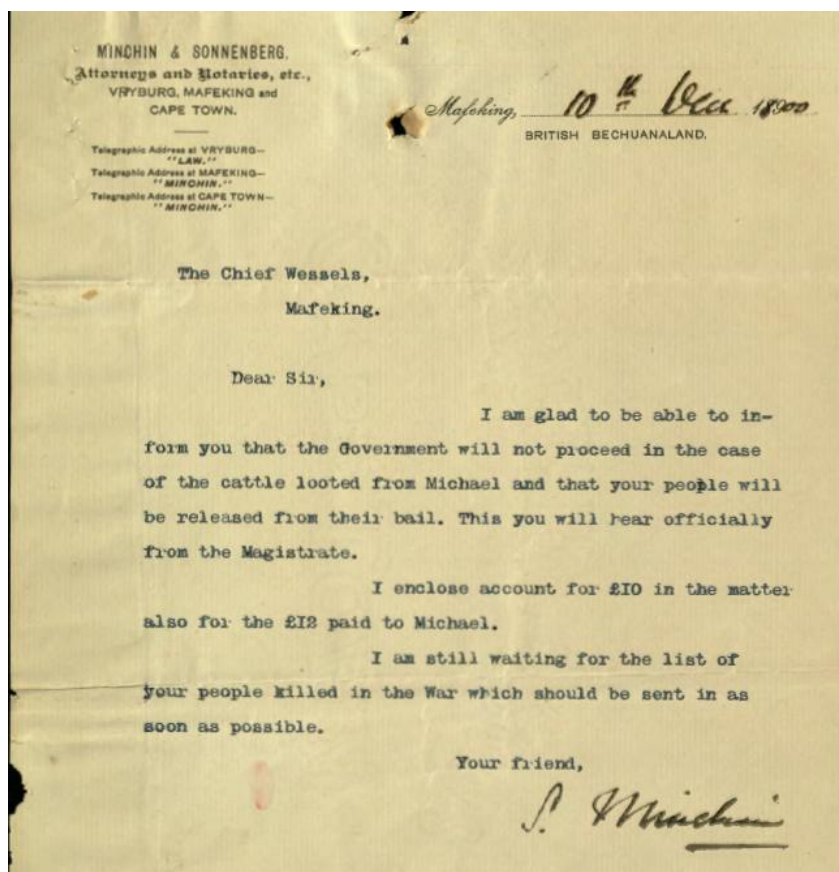 MINCHIN & SONNENBERG.
Attorneys and Notaries, etc.,
VRYBURG, MAFEKING and
CAPE TOWN.
Telegraphic Address at VRYBURG—
"LAW."
Telegraphic Address at MAFEKING—
"MINCHIN."
Telegraphic Address at CAPE TOWN—
"MINCHIN."
Mafeking, 10th Dec 18900
BRITISH BECHUANALAND.
The Chief Wessels,
Mafeking.
Dear Sir,
I am glad to be able to in-
form you that the Government will not proceed in the case
of the cattle looted from Michael and that your people will
be released from their bail. This you will hear officially
from the Magistrate.
I enclose account for £10 in the matter
also for the £12 paid to Michael.
I am still waiting for the list of
your people killed in the War which should be sent in as
soon as possible.
Your friend,
S. Minchin